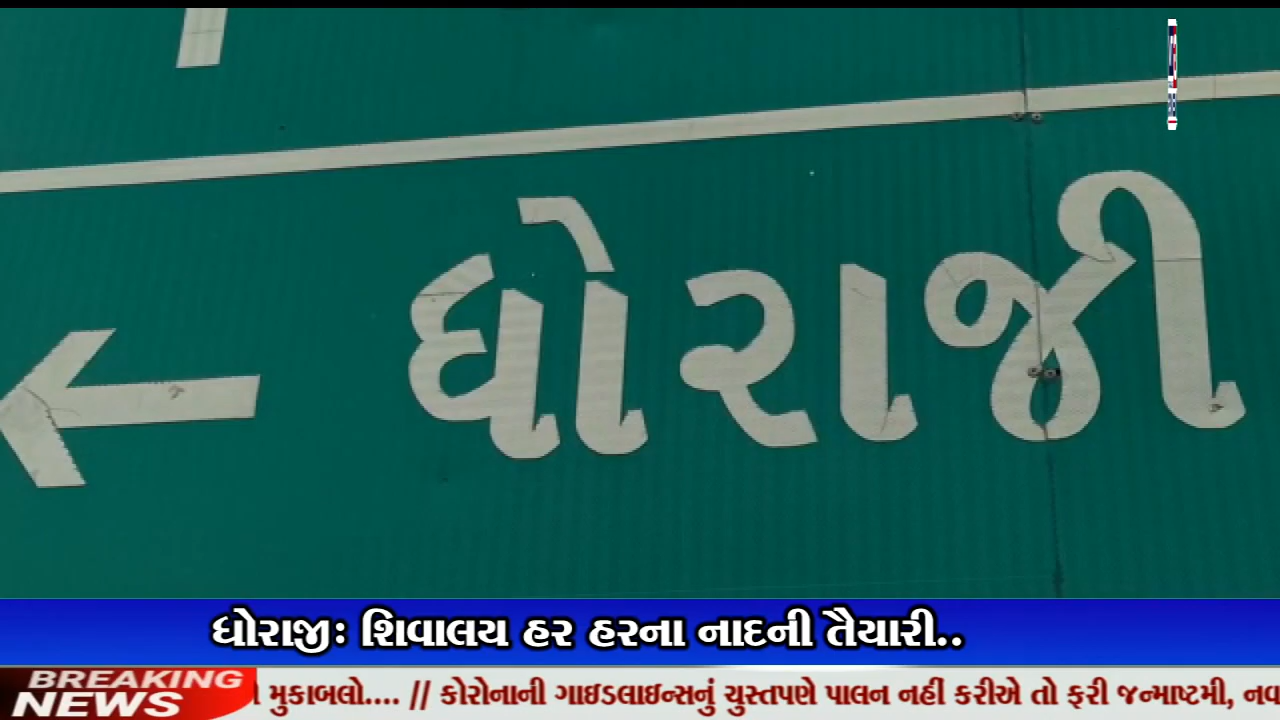 ધોરાજી
ધોરાજીઃ શિવાલય હર હરના નાદની તૈયારી..
BREAKING
NEWS
મુકાબલો.... // કોરોનાની ગાઇડલાઇન્સનું ચુસ્તપણે પાલન નહીં કરીએ તો ફરી જન્માષ્ટમી,